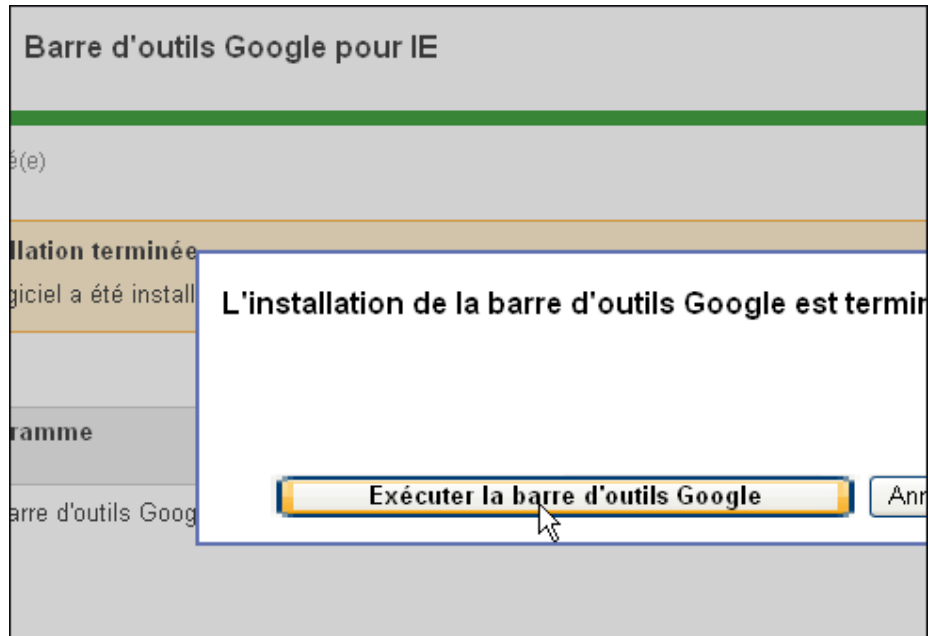 Barre d'outils Google pour IE
é(e)
llation terminée
giciel a été install
L'installation de la barre d'outils Google est termin
ramme
Exécuter la barre d'outils Google
Ann
arre d'outils Goog